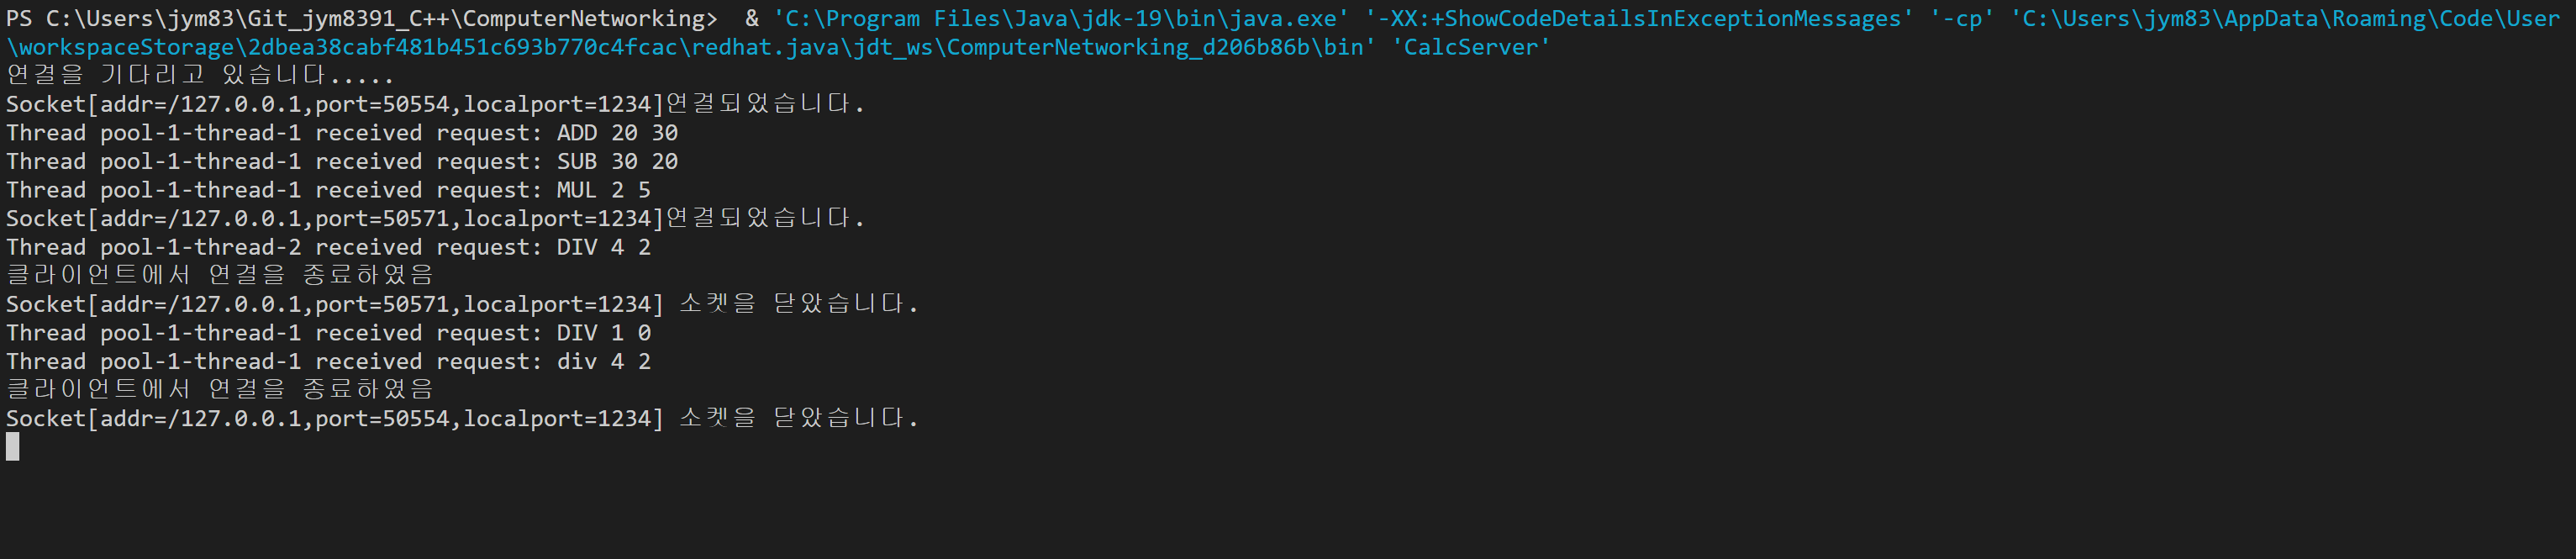 PS C:\Users\jym83\Git_jym8391_C++\ComputerNetworking>  & 'C:\Program Files\Java\jdk-19\bin\java.exe' '-XX:+ShowCodeDetailsInExceptionMessages' '-cp' 'C:\Users\jym83\AppData\Roaming\Code\User
\workspaceStorage\2dbea38cabf481b451c693b770c4fcac\redhat.java\jdt_ws\ComputerNetworking_d206b86b\bin' 'CalcServer'
연결을 기다리고 있습니다.....
Socket[addr=/127.0.0.1,port=50554,localport=1234]연결되었습니다.
Thread pool-1-thread-1 received request: ADD 20 30
Thread pool-1-thread-1 received request: SUB 30 20
Thread pool-1-thread-1 received request: MUL 2 5
Socket[addr=/127.0.0.1,port=50571,localport=1234]연결되었습니다.
Thread pool-1-thread-2 received request: DIV 4 2
클라이언트에서 연결을 종료하였음
Socket[addr=/127.0.0.1,port=50571,localport=1234] 소켓을 닫았습니다.
Thread pool-1-thread-1 received request: DIV 1 0
Thread pool-1-thread-1 received request: div 4 2
클라이언트에서 연결을 종료하였음
Socket[addr=/127.0.0.1,port=50554,localport=1234] 소켓을 닫았습니다.